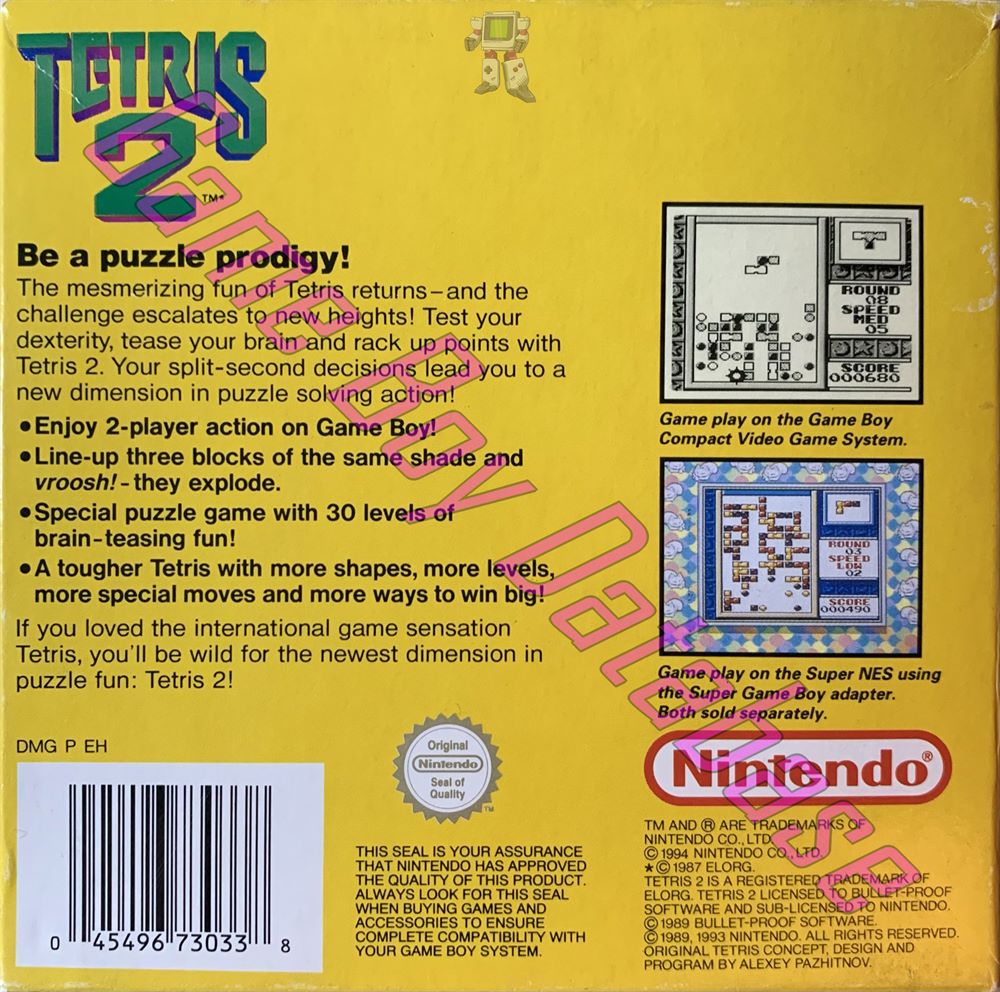 TETRIS
2
TM*
Be a puzzle prodigy!
The mesmerizing fun of Tetris returns–and the
challenge escalates to new heights! Test your
dexterity, tease your brain and rack up points with
Tetris 2. Your split-second decisions lead you to a
new dimension in puzzle solving action!
• Enjoy 2-player action on Game Boy!
• Line-up three blocks of the same shade and
vroosh! - they explode.
• Special puzzle game with 30 levels of
brain-teasing fun!
• A tougher Tetris with more shapes, more levels,
more special moves and more ways to win big!
If you loved the international game sensation
Tetris, you'll be wild for the newest dimension in
puzzle fun: Tetris 2!
DMG P EH
0 45496 73033 8
Original
Nintendo
Seal of
Quality
TM
THIS SEAL IS YOUR ASSURANCE
THAT NINTENDO HAS APPROVED
THE QUALITY OF THIS PRODUCT.
ALWAYS LOOK FOR THIS SEAL
WHEN BUYING GAMES AND
ACCESSORIES TO ENSURE
COMPLETE COMPATIBILITY WITH
YOUR GAME BOY SYSTEM.
ROUND
08
SPEED
MED
05
SCORE
000680
Game play on the Game Boy
Compact Video Game System.
ROUND
03
SPEED
LOW
02
SCORE
000490
Game play on the Super NES using
the Super Game Boy adapter.
Both sold separately.
Nintendo®
TM AND ® ARE TRADEMARKS OF
NINTENDO CO., LTD.
© 1994 NINTENDO CO., LTD.
★© 1987 ELORG.
TETRIS 2 IS A REGISTERED TRADEMARK OF
ELORG. TETRIS 2 LICENSED TO BULLET-PROOF
SOFTWARE AND SUB-LICENSED TO NINTENDO.
© 1989 BULLET-PROOF SOFTWARE.
© 1989, 1993 NINTENDO. ALL RIGHTS RESERVED.
ORIGINAL TETRIS CONCEPT, DESIGN AND
PROGRAM BY ALEXEY PAZHITNOV.
Game Boy Database